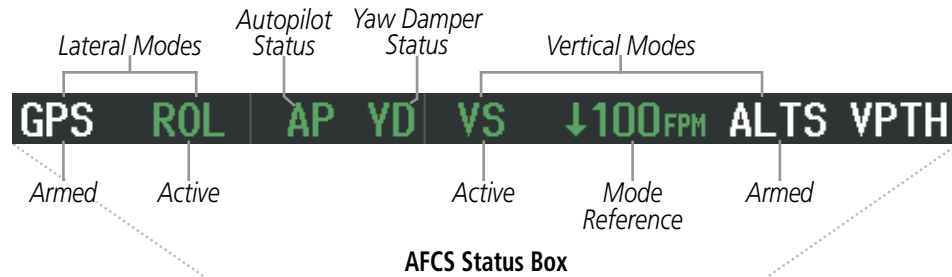 Lateral Modes
Autopilot Status
Yaw Damper Status
Vertical Modes
GPS ROL AP YD VS ↓100FPM ALTS VPTH
Armed
Active
Active
Mode Reference
Armed
AFCS Status Box